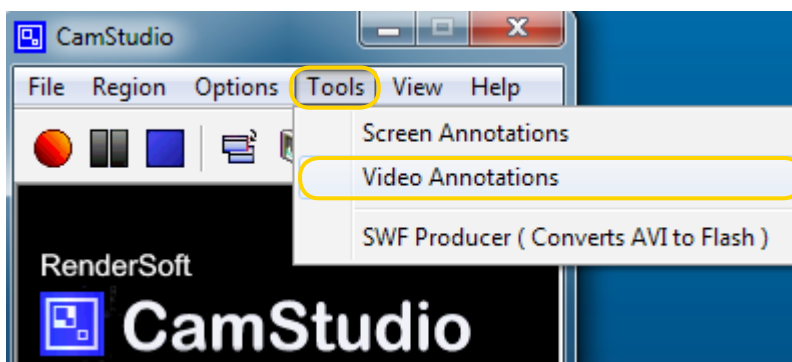 CamStudio
File Region Options Tools View Help
Screen Annotations
Video Annotations
SWF Producer ( Converts AVI to Flash )
RenderSoft
CamStudio